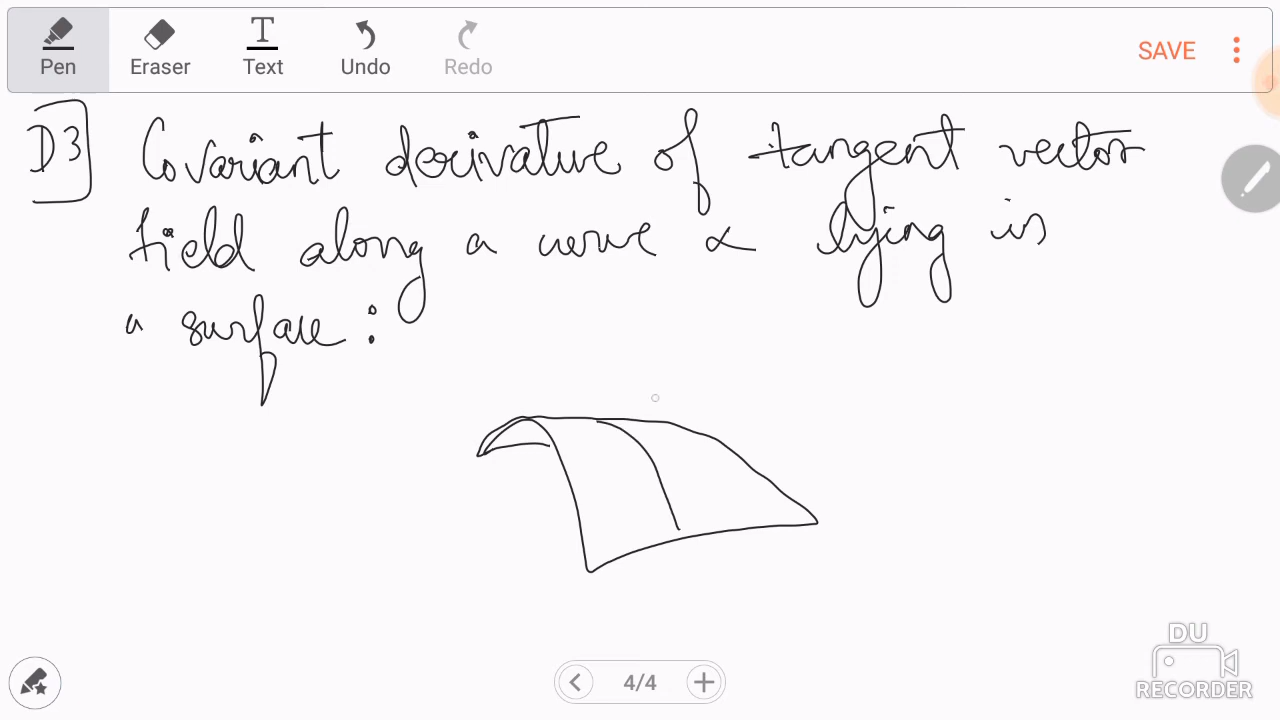 Pen Eraser Text Undo Redo SAVE
D3] Covariant derivative of tangent vector
field along a curve α lying in
a surface :
4/4
DU
RECORDER